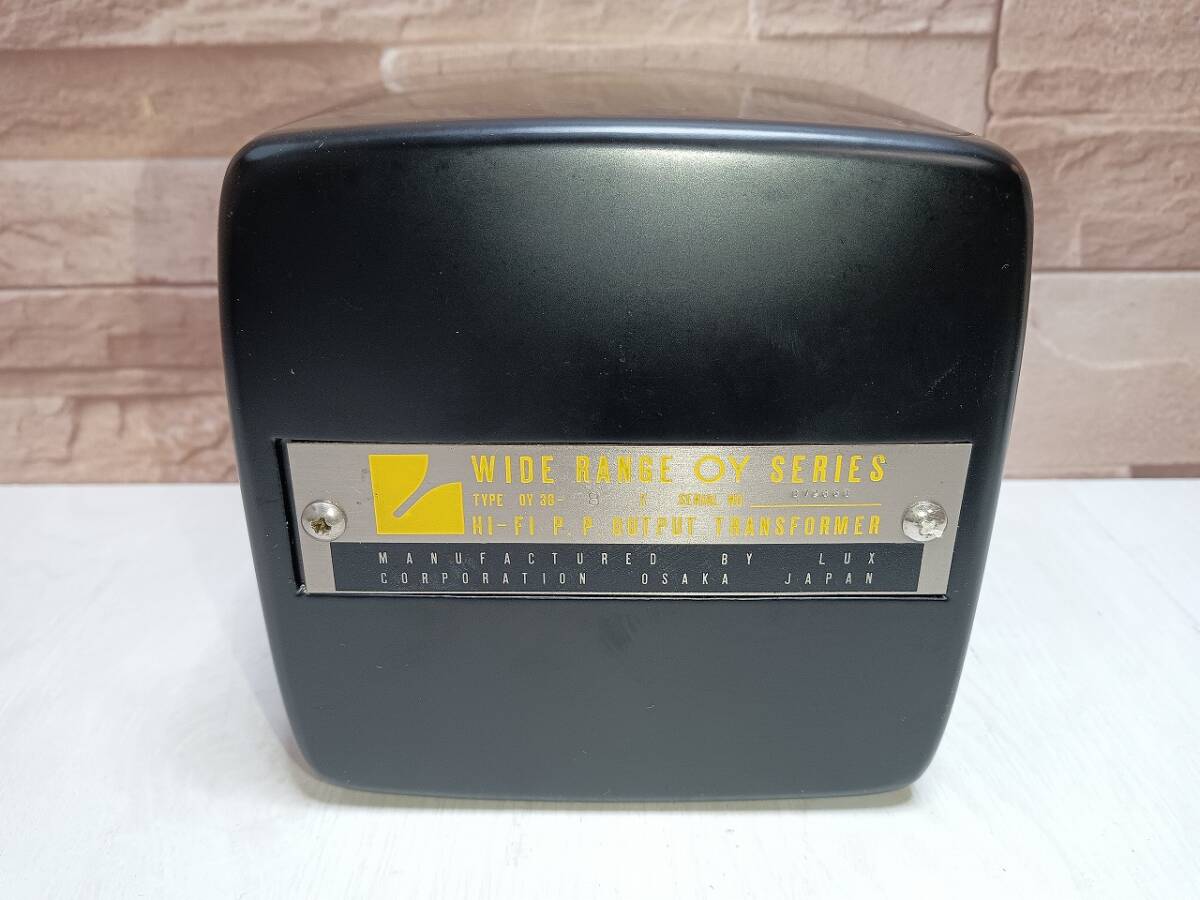 WIDE RANGE OY SERIES
TYPE OY 36- 8 K SERIAL NO
HI-FI P.P OUTPUT TRANSFORMER
MANUFACTURED BY LUX
CORPORATION OSAKA JAPAN